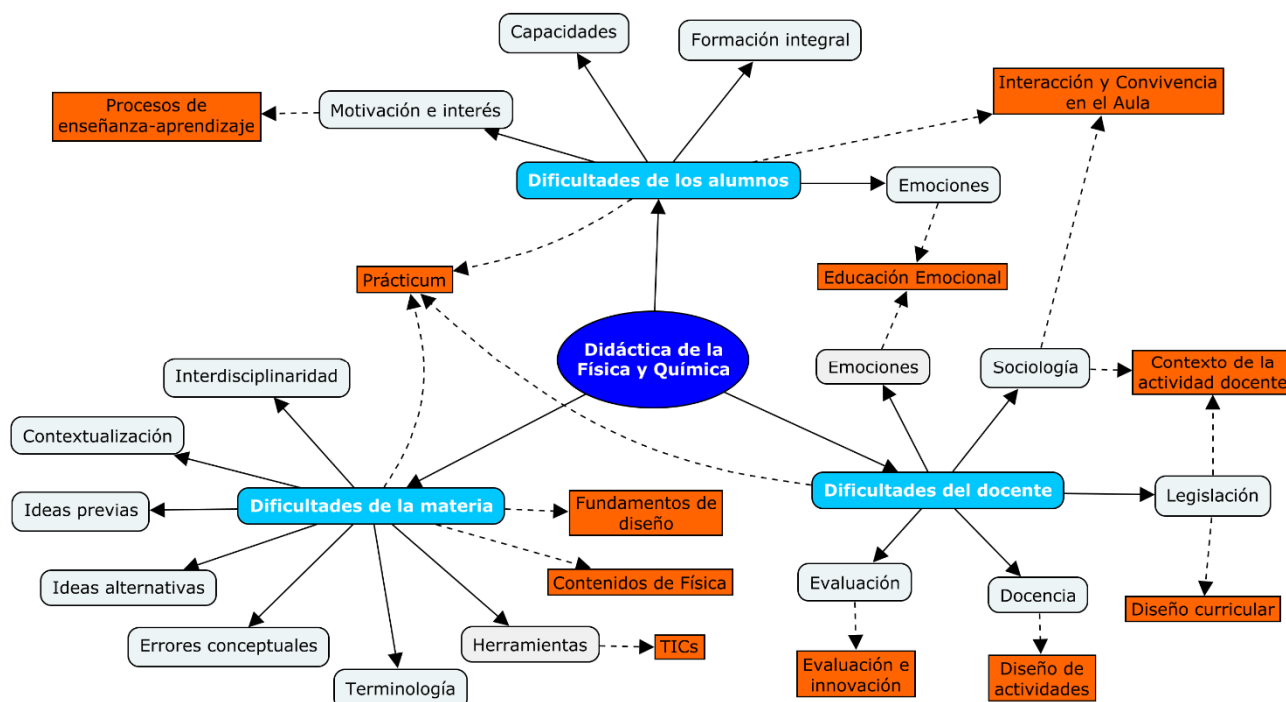 Capacidades
Formación integral
Procesos de
enseñanza-aprendizaje
Motivación e interés
Interacción y Convivencia
en el Aula
Dificultades de los alumnos
Emociones
Prácticum
Educación Emocional
Didáctica de la
Física y Química
Interdisciplinaridad
Emociones
Sociología
Contexto de la
actividad docente
Contextualización
Ideas previas
Dificultades de la materia
Fundamentos de
diseño
Dificultades del docente
Legislación
Ideas alternativas
Contenidos de Física
Evaluación
Docencia
Diseño curricular
Errores conceptuales
Herramientas
TICs
Terminología
Evaluación e
innovación
Diseño de
actividades